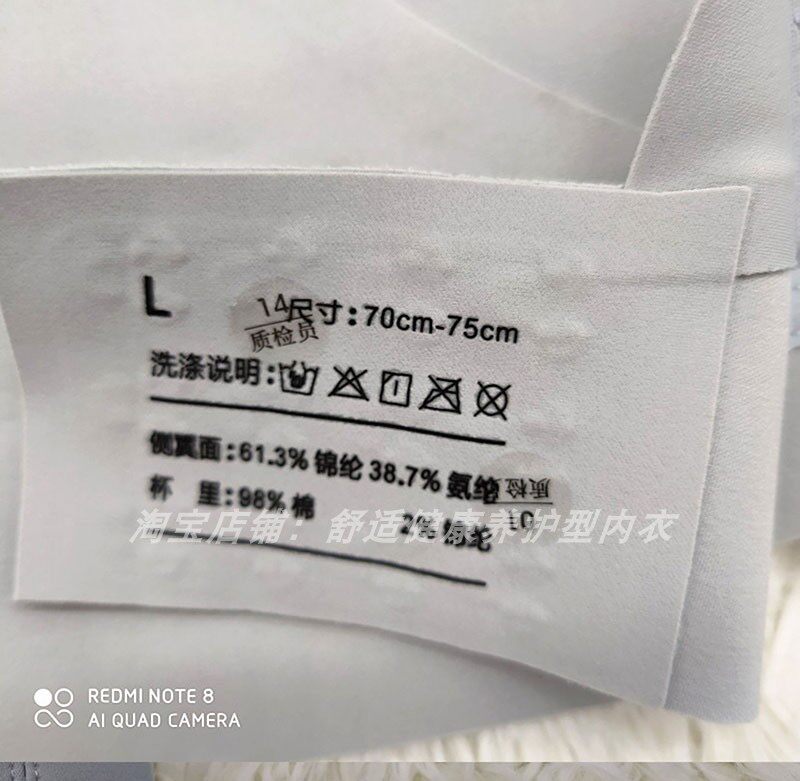 L
14
质检员
尺寸:70cm-75cm
洗涤说明:
侧翼面:61.3% 锦纶 38.7% 氨纶
质检
10
杯 里:98% 棉
淘宝店铺：舒适健康养护型内衣
REDMI NOTE 8
AI QUAD CAMERA